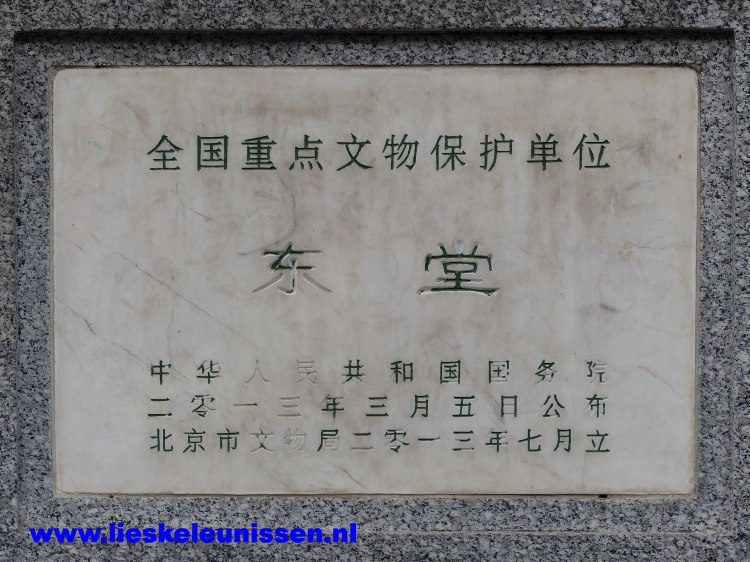 全国重点文物保护单位
东堂
中华人民共和国国务院
二零一三年三月五日公布
北京市文物局二零一三年七月立
www.lieskeleunissen.nl